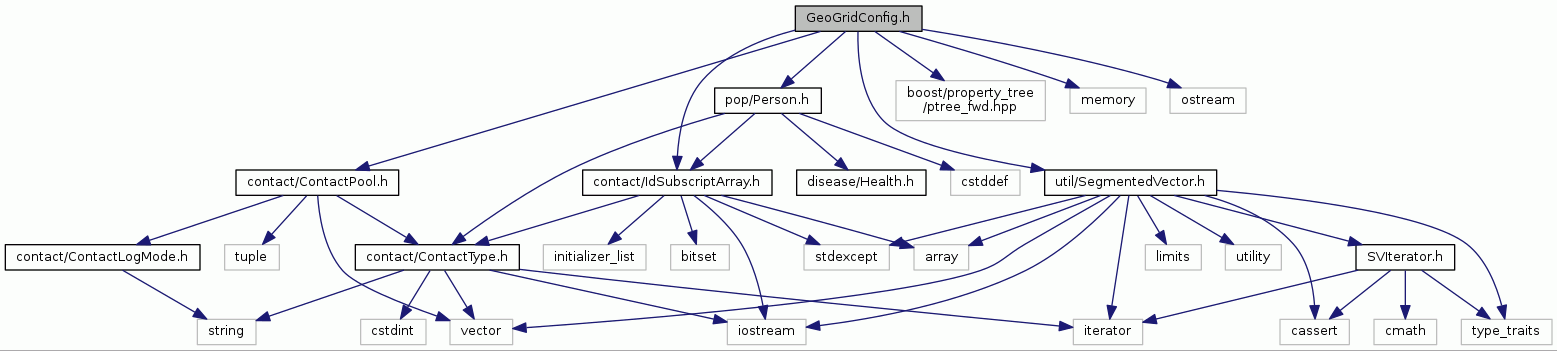 GeoGridConfig.h
pop/Person.h
boost/property_tree
/ptree_fwd.hpp
memory
ostream
contact/ContactPool.h
contact/IdSubscriptArray.h
disease/Health.h
cstddef
util/SegmentedVector.h
contact/ContactLogMode.h
tuple
contact/ContactType.h
initializer_list
bitset
stdexcept
array
limits
utility
SVIterator.h
string
cstdint
vector
iostream
iterator
cassert
cmath
type_traits